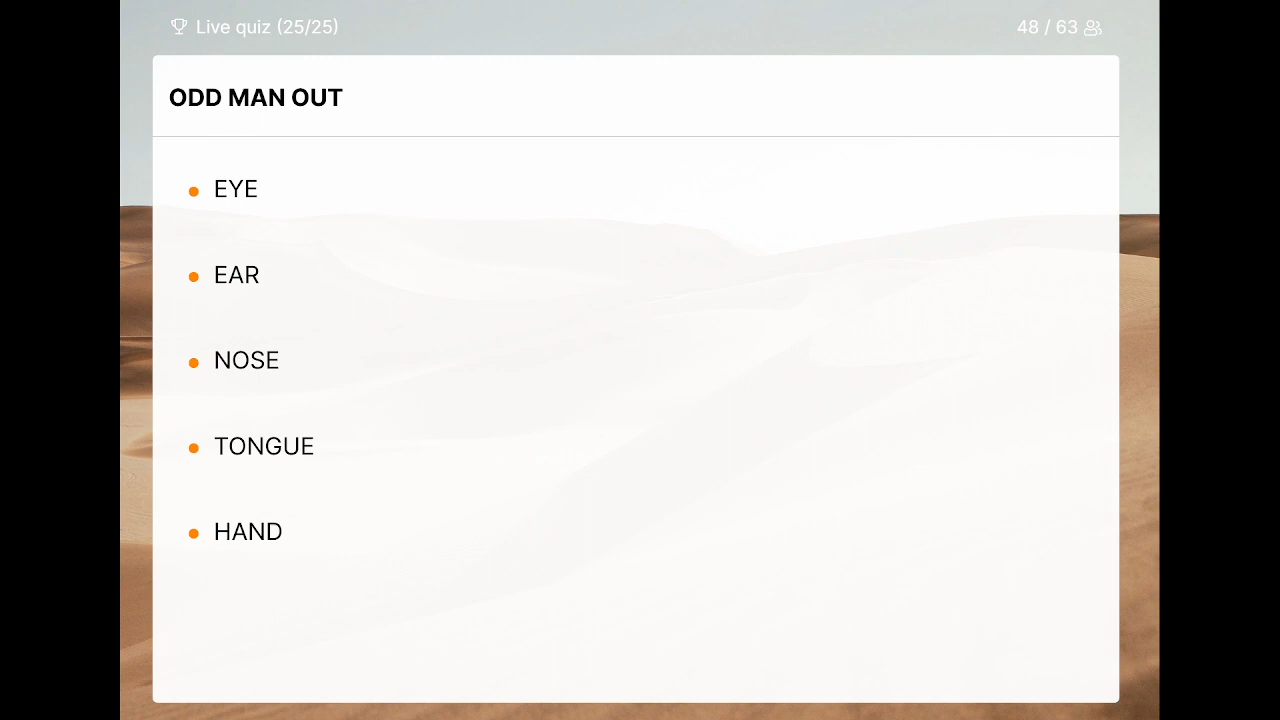 Live quiz (25/25)
48 / 63
ODD MAN OUT
EYE
EAR
NOSE
TONGUE
HAND